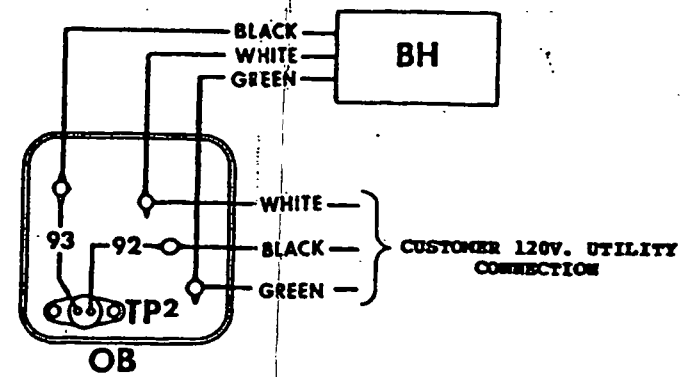 BLACK
WHITE
GREEN
BH
WHITE
93
92
BLACK
CUSTOMER 120V. UTILITY
CONNECTION
GREEN
TP2
OB